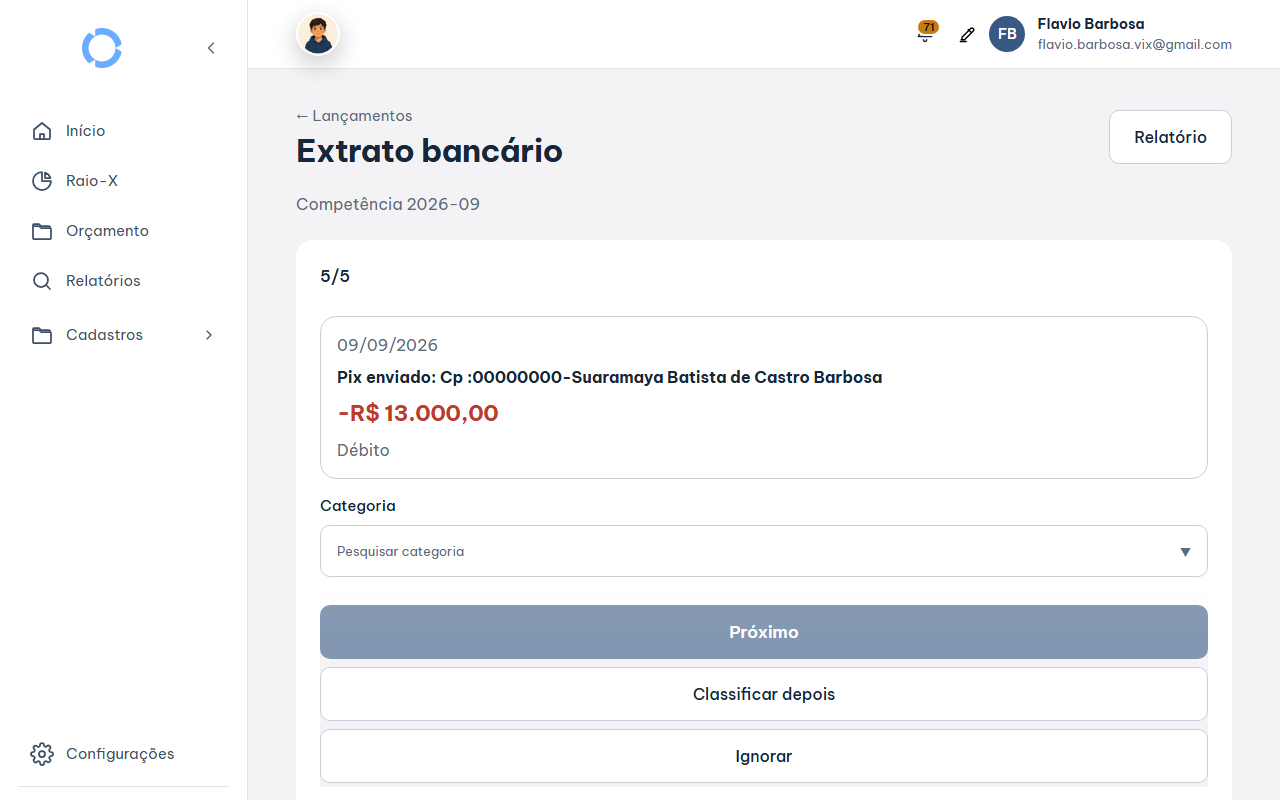 Início
Raio-X
Orçamento
Relatórios
Cadastros
Configurações
71
FB
Flavio Barbosa
flavio.barbosa.vix@gmail.com
← Lançamentos
Extrato bancário
Relatório
Competência 2026-09
5/5
09/09/2026
Pix enviado: Cp :00000000-Suaramaya Batista de Castro Barbosa
-R$ 13.000,00
Débito
Categoria
Pesquisar categoria
Próximo
Classificar depois
Ignorar